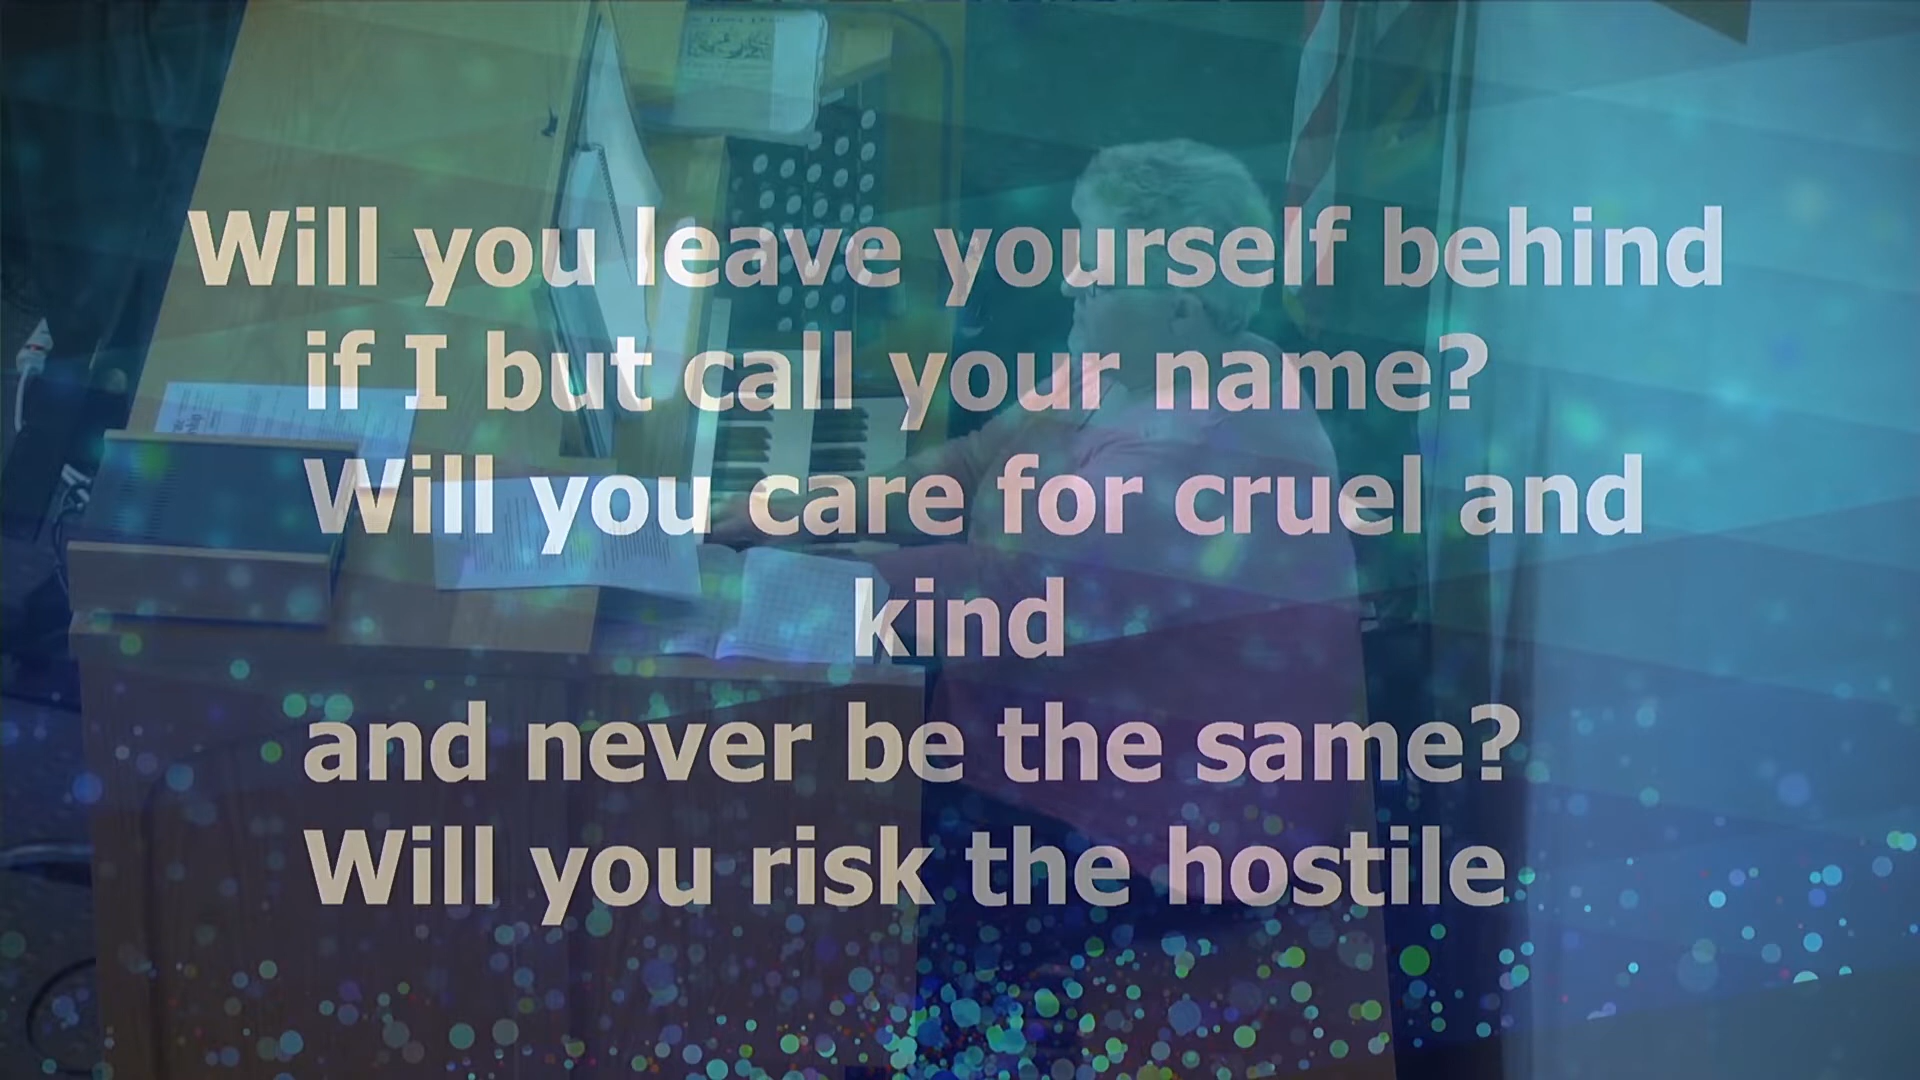 Will you leave yourself behind
if I but call your name?
Will you care for cruel and
kind
and never be the same?
Will you risk the hostile